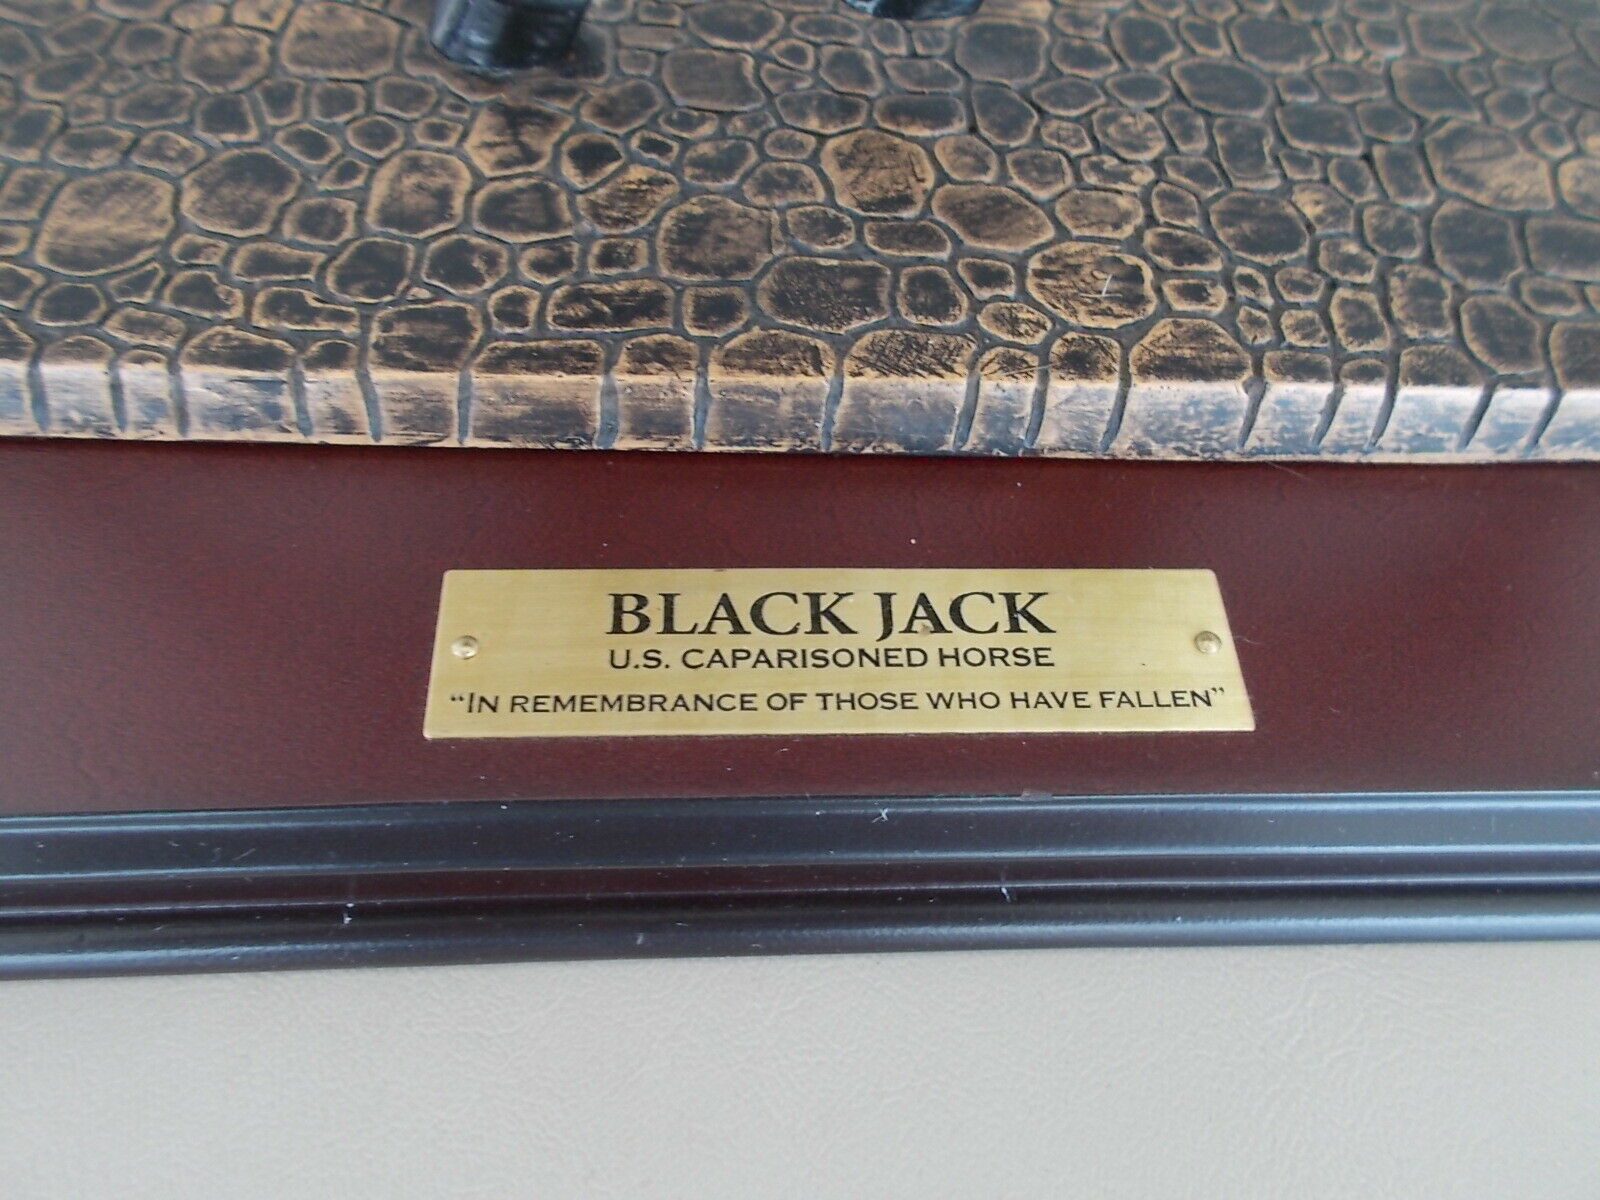 BLACK JACK
U.S. CAPARISONED HORSE
“IN REMEMBRANCE OF THOSE WHO HAVE FALLEN”